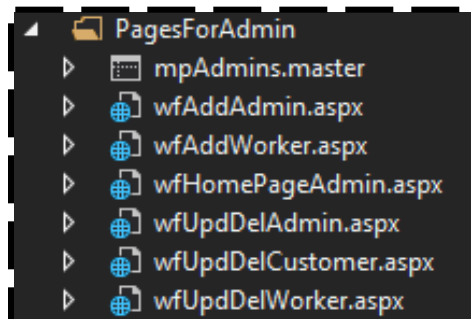 PagesForAdmin
mpAdmins.master
wfAddAdmin.aspx
wfAddWorker.aspx
wfHomePageAdmin.aspx
wfUpdDelAdmin.aspx
wfUpdDelCustomer.aspx
wfUpdDelWorker.aspx